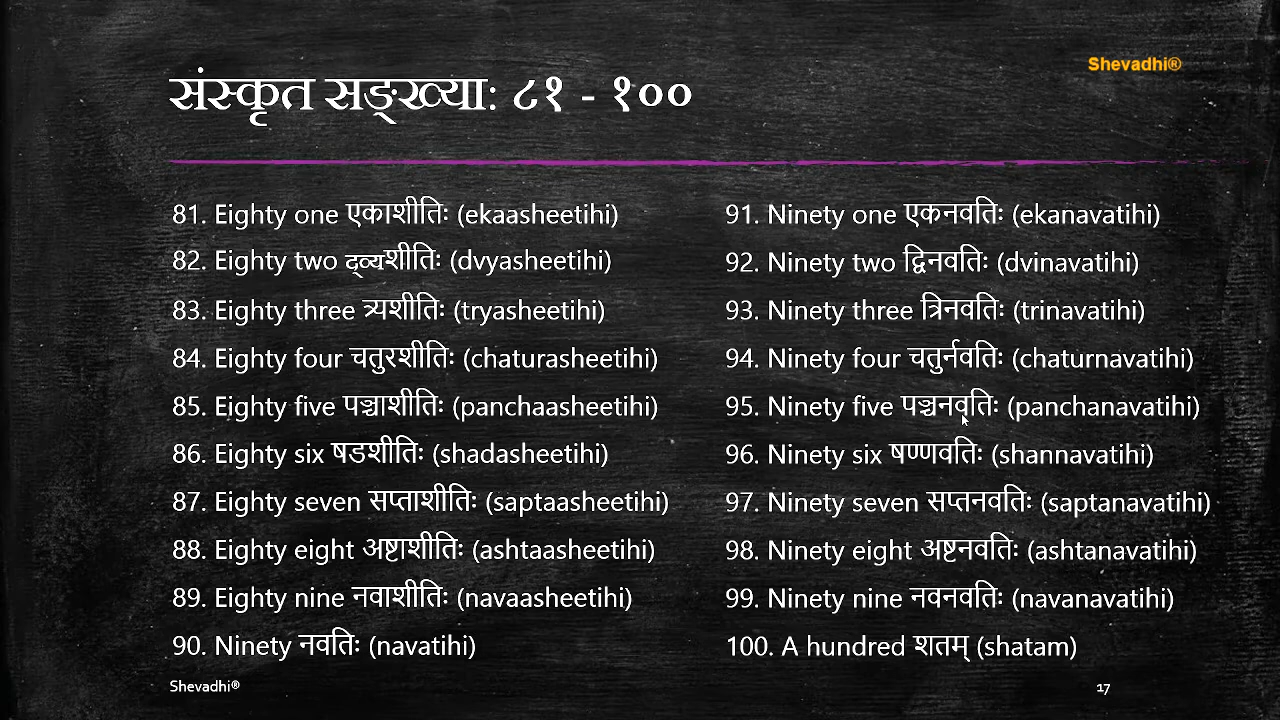 Shevadhi®
संस्कृत सङ्ख्याः ८१ - १००
81. Eighty one एकाशीतिः (ekaasheetihi)
82. Eighty two द्व्यशीतिः (dvyasheetihi)
83. Eighty three त्र्यशीतिः (tryasheetihi)
84. Eighty four चतुरशीतिः (chaturasheetihi)
85. Eighty five पञ्चाशीतिः (panchaasheetihi)
86. Eighty six षडशीतिः (shadasheetihi)
87. Eighty seven सप्ताशीतिः (saptaasheetihi)
88. Eighty eight अष्टाशीतिः (ashtaasheetihi)
89. Eighty nine नवाशीतिः (navaasheetihi)
90. Ninety नवतिः (navatihi)
91. Ninety one एकनवतिः (ekanavatihi)
92. Ninety two द्विनवतिः (dvinavatihi)
93. Ninety three त्रिनवतिः (trinavatihi)
94. Ninety four चतुर्नवतिः (chaturnavatihi)
95. Ninety five पञ्चनवतिः (panchanavatihi)
96. Ninety six षण्णवतिः (shannavatihi)
97. Ninety seven सप्तनवतिः (saptanavatihi)
98. Ninety eight अष्टनवतिः (ashtanavatihi)
99. Ninety nine नवनवतिः (navanavatihi)
100. A hundred शतम् (shatam)
Shevadhi®
17